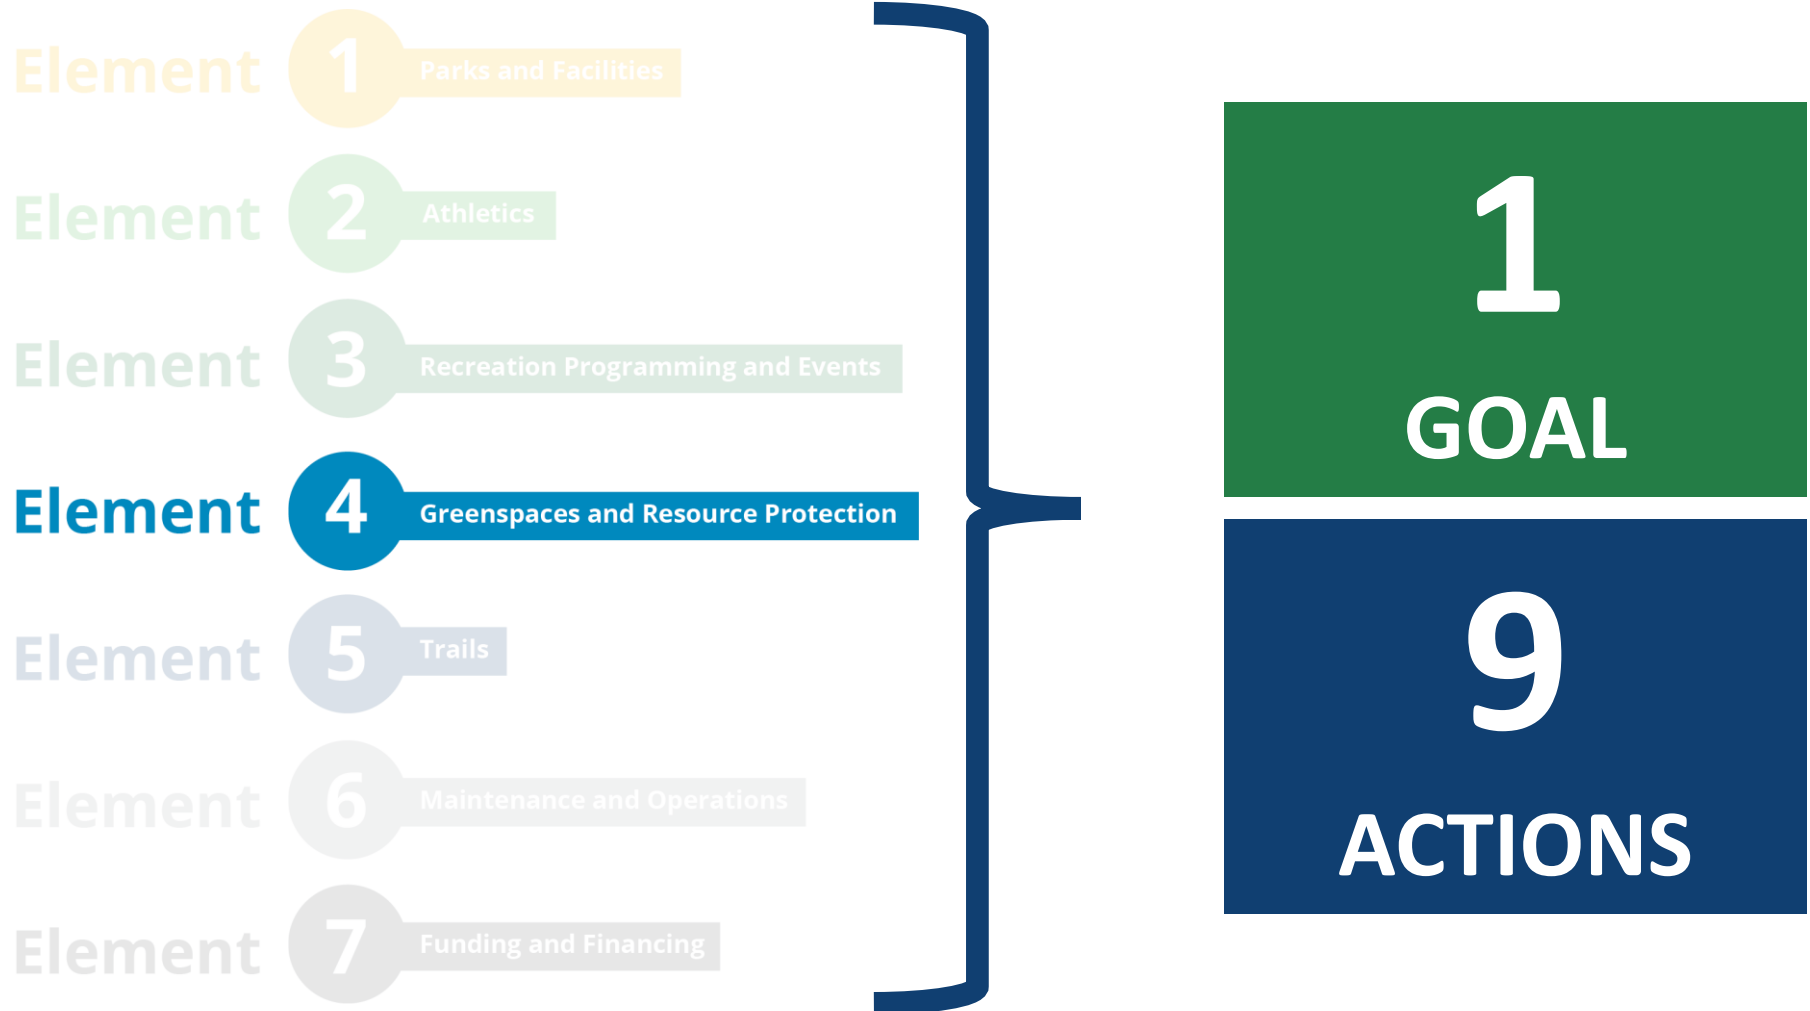 Element 1 Parks and Facilities
Element 2 Athletics
Element 3 Recreation Programming and Events
Element 4 Greenspaces and Resource Protection
Element 5 Trails
Element 6 Maintenance and Operations
Element 7 Funding and Financing
1
GOAL
9
ACTIONS